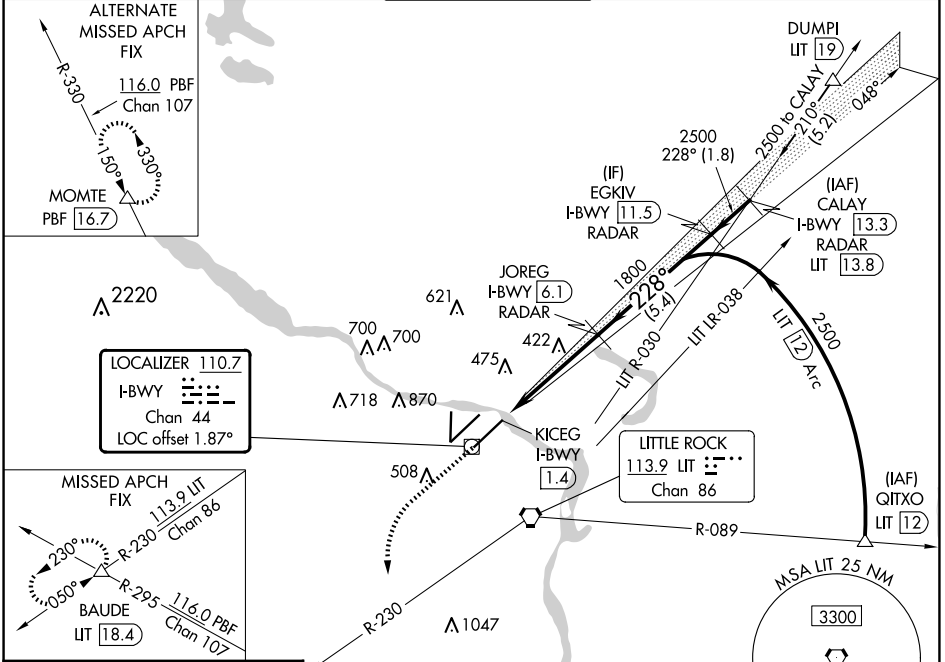 ALTERNATE
MISSED APCH
FIX
R-330
116.0 PBF
Chan 107
330°
150°
MOMTE
PBF 16.7
DUMPI
LIT 19
2500 to CALAY
210°
(5.2)
048°
2500
228° (1.8)
(IF)
EGKIV
I-BWY 11.5
RADAR
(IAF)
CALAY
I-BWY 13.3
RADAR
LIT 13.8
JOREG
I-BWY 6.1
RADAR
1800
228°
(5.4)
LIT R-030
LIT LR-038
2500
LIT 12 Arc
2220
621
700
700
422
475
718
870
508
LOCALIZER 110.7
I-BWY
Chan 44
LOC offset 1.87°
KICEG
I-BWY
1.4
LITTLE ROCK
113.9 LIT
Chan 86
(IAF)
QITXO
LIT 12
R-089
MISSED APCH
FIX
113.9 LIT
R-230 Chan 86
230°
050°
R-295 116.0 PBF
Chan 107
BAUDE
LIT 18.4
R-230
1047
MSA LIT 25 NM
3300